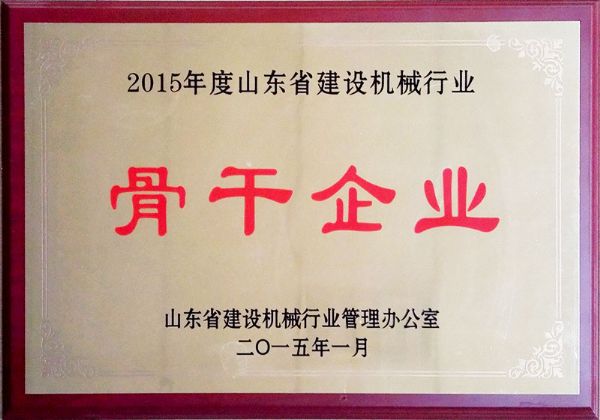 2015年度山东省建设机械行业
骨干企业
山东省建设机械行业管理办公室
二〇一五年一月